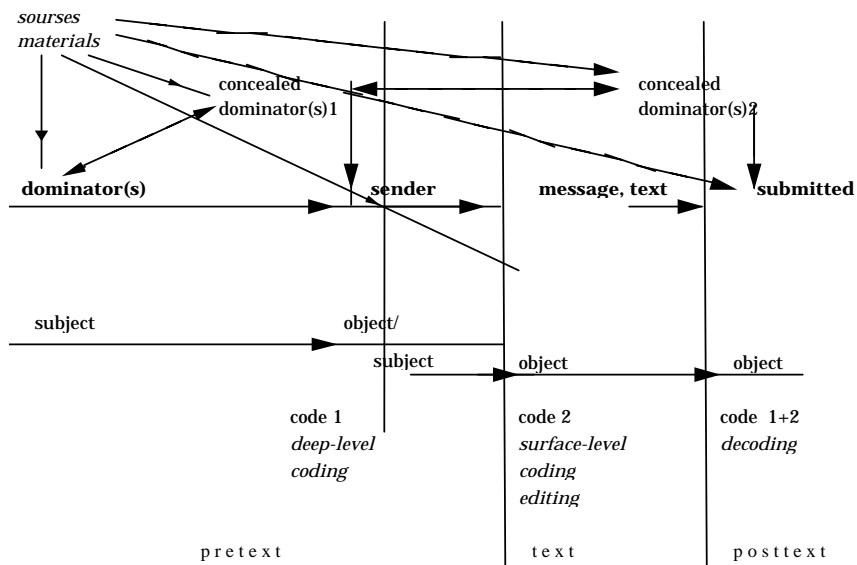 sourses
materials
concealed
dominator(s)1
concealed
dominator(s)2
dominator(s)
sender
message, text
submitted
subject
object/
subject
object
object
code 1
deep-level
coding
code 2
surface-level
coding
editing
code 1+2
decoding
pretext
text
posttext